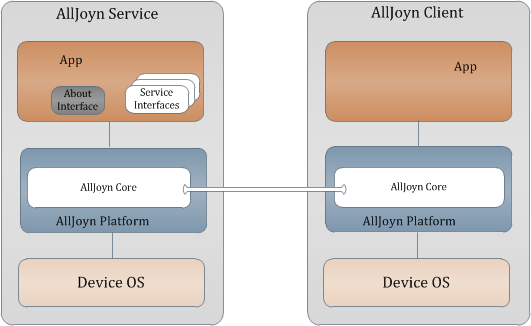 AllJoyn Service
App
About
Interface
Service
Interfaces
AllJoyn Core
AllJoyn Platform
Device OS
AllJoyn Client
App
AllJoyn Core
AllJoyn Platform
Device OS